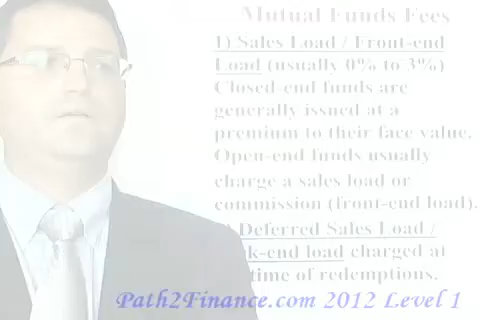 Mutual Funds Fees
1) Sales Load / Front-end
Load (usually 0% to 3%)
Closed-end funds are
generally issued at a
premium to their face value.
Open-end funds usually
charge a sales load or
commission (front-end load).
Deferred Sales Load /
k-end load charged at
time of redemptions.
Path2Finance.com 2012 Level 1